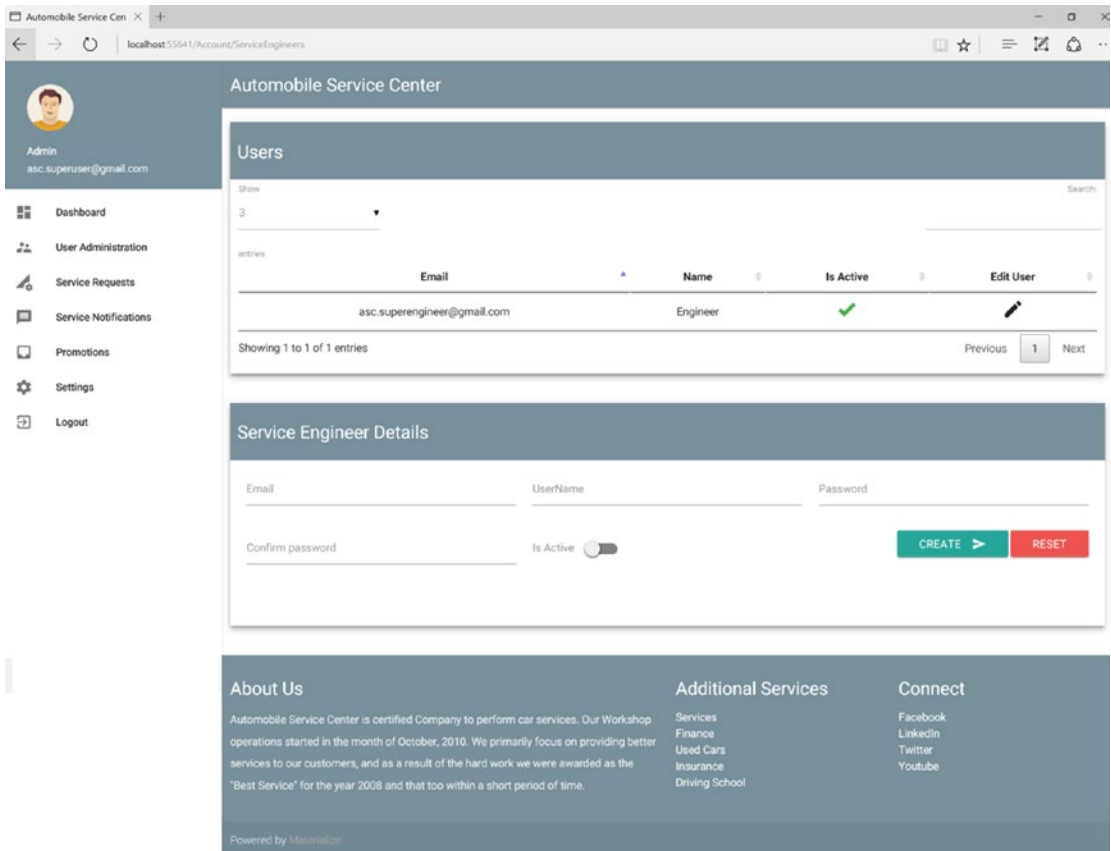 Automobile Service Cen
localhost:55641/Account/ServiceEngineers
Admin
asc.superuser@gmail.com
Dashboard
User Administration
Service Requests
Service Notifications
Promotions
Settings
Logout
Automobile Service Center
Users
Show
3
entries
Search:
Email Name Is Active Edit User
asc.superengineer@gmail.com Engineer
Showing 1 to 1 of 1 entries
Previous 1 Next
Service Engineer Details
Email UserName Password
Confirm password Is Active CREATE RESET
About Us
Automobile Service Center is certified Company to perform car services. Our Workshop
operations started in the month of October, 2010. We primarily focus on providing better
services to our customers, and as a result of the hard work we were awarded as the
"Best Service" for the year 2008 and that too within a short period of time.
Additional Services
Services
Finance
Used Cars
Insurance
Driving School
Connect
Facebook
LinkedIn
Twitter
Youtube
Powered by Materialize